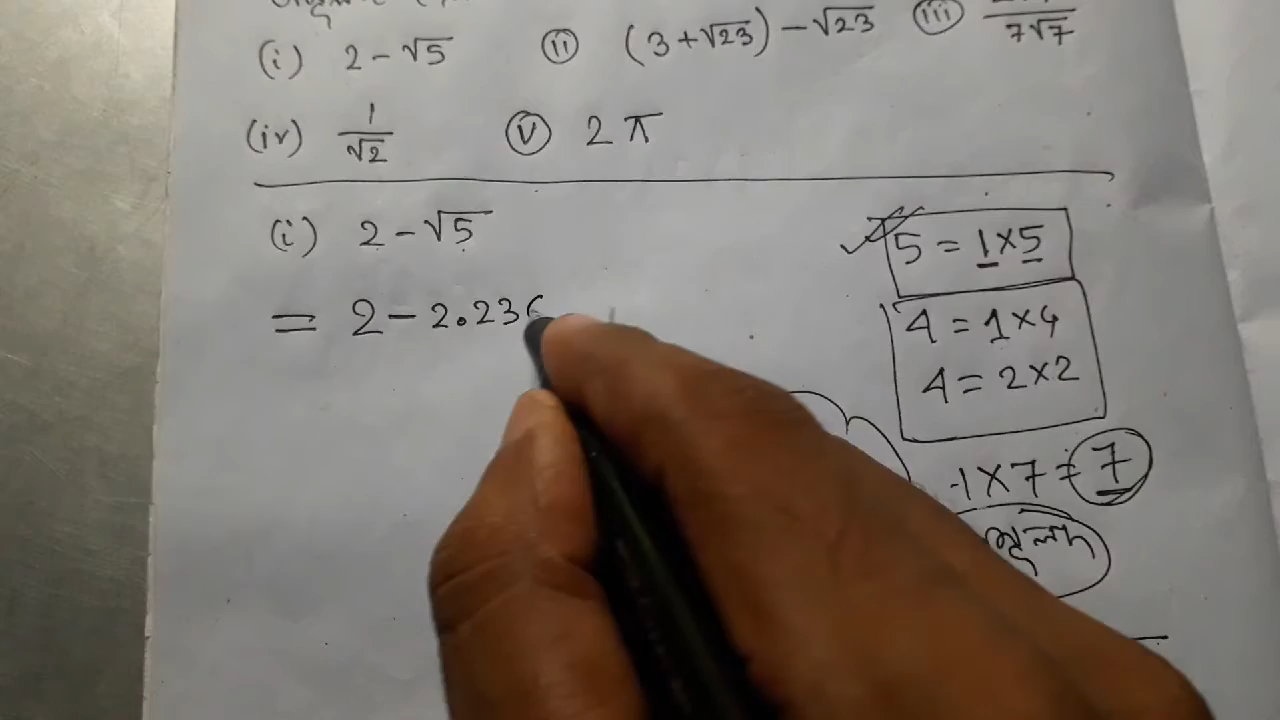 (i) 2 - √5 (ii) (3 + √23) - √23 (iii) 7√7
(iv) 1/√2 (v) 2π
(i) 2 - √5
= 2 - 2.236
5 = 1 × 5
4 = 1 × 4
4 = 2 × 2
1 × 7 = 7